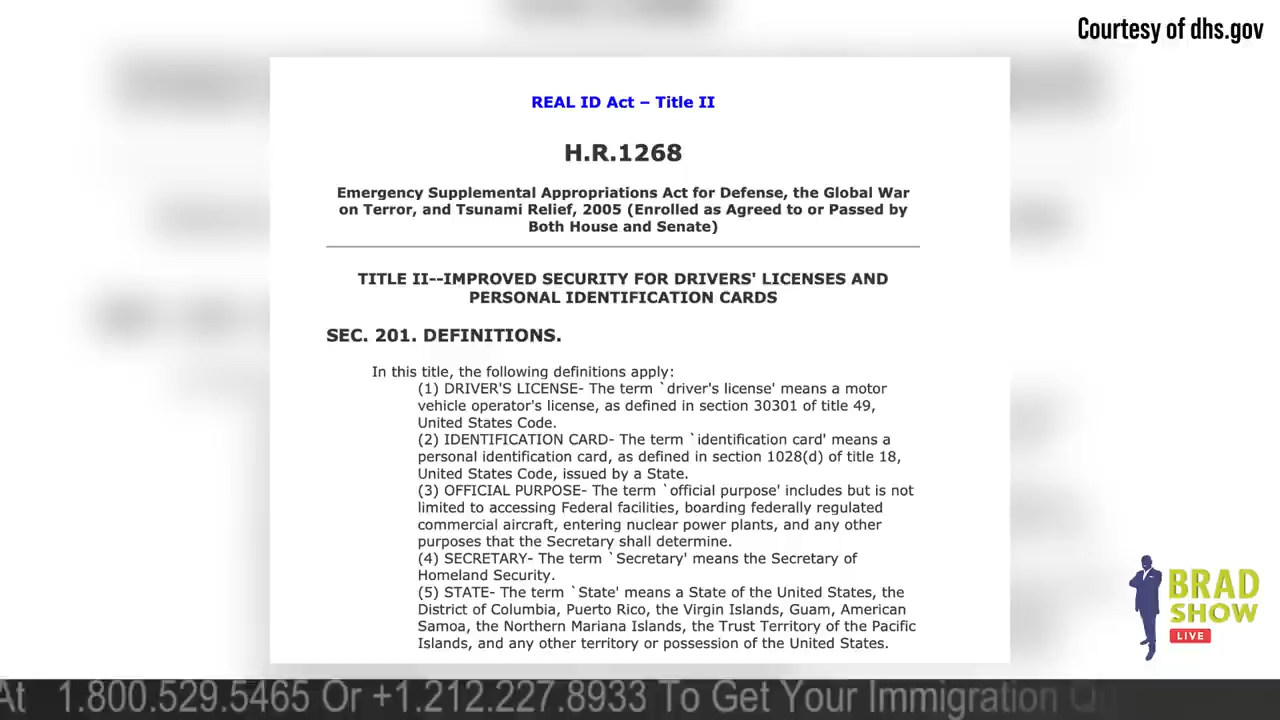 Courtesy of dhs.gov
REAL ID Act – Title II
H.R.1268
Emergency Supplemental Appropriations Act for Defense, the Global War
on Terror, and Tsunami Relief, 2005 (Enrolled as Agreed to or Passed by
Both House and Senate)
TITLE II--IMPROVED SECURITY FOR DRIVERS' LICENSES AND
PERSONAL IDENTIFICATION CARDS
SEC. 201. DEFINITIONS.
In this title, the following definitions apply:
(1) DRIVER'S LICENSE- The term `driver's license' means a motor
vehicle operator's license, as defined in section 30301 of title 49,
United States Code.
(2) IDENTIFICATION CARD- The term `identification card' means a
personal identification card, as defined in section 1028(d) of title 18,
United States Code, issued by a State.
(3) OFFICIAL PURPOSE- The term `official purpose' includes but is not
limited to accessing Federal facilities, boarding federally regulated
commercial aircraft, entering nuclear power plants, and any other
purposes that the Secretary shall determine.
(4) SECRETARY- The term `Secretary' means the Secretary of
Homeland Security.
(5) STATE- The term `State' means a State of the United States, the
District of Columbia, Puerto Rico, the Virgin Islands, Guam, American
Samoa, the Northern Mariana Islands, the Trust Territory of the Pacific
Islands, and any other territory or possession of the United States.
BRAD
SHOW
LIVE
At 1.800.529.5465 Or +1.212.227.8933 To Get Your Immigration